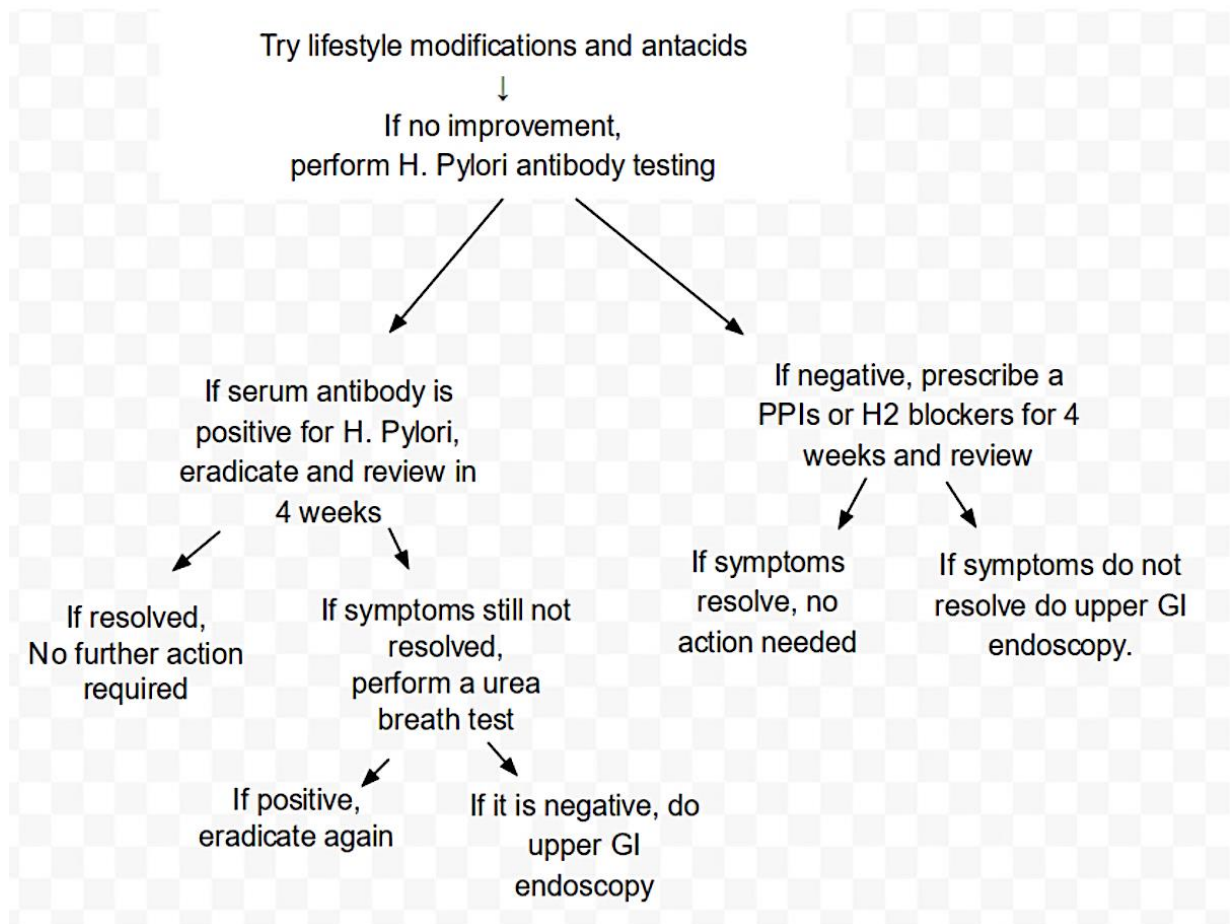 Try lifestyle modifications and antacids
↓
If no improvement,
perform H. Pylori antibody testing
If serum antibody is
positive for H. Pylori,
eradicate and review in
4 weeks
If negative, prescribe a
PPIs or H2 blockers for 4
weeks and review
If resolved,
No further action
required
If symptoms still not
resolved,
perform a urea
breath test
If symptoms
resolve, no
action needed
If symptoms do not
resolve do upper GI
endoscopy.
If positive,
eradicate again
If it is negative, do
upper GI
endoscopy